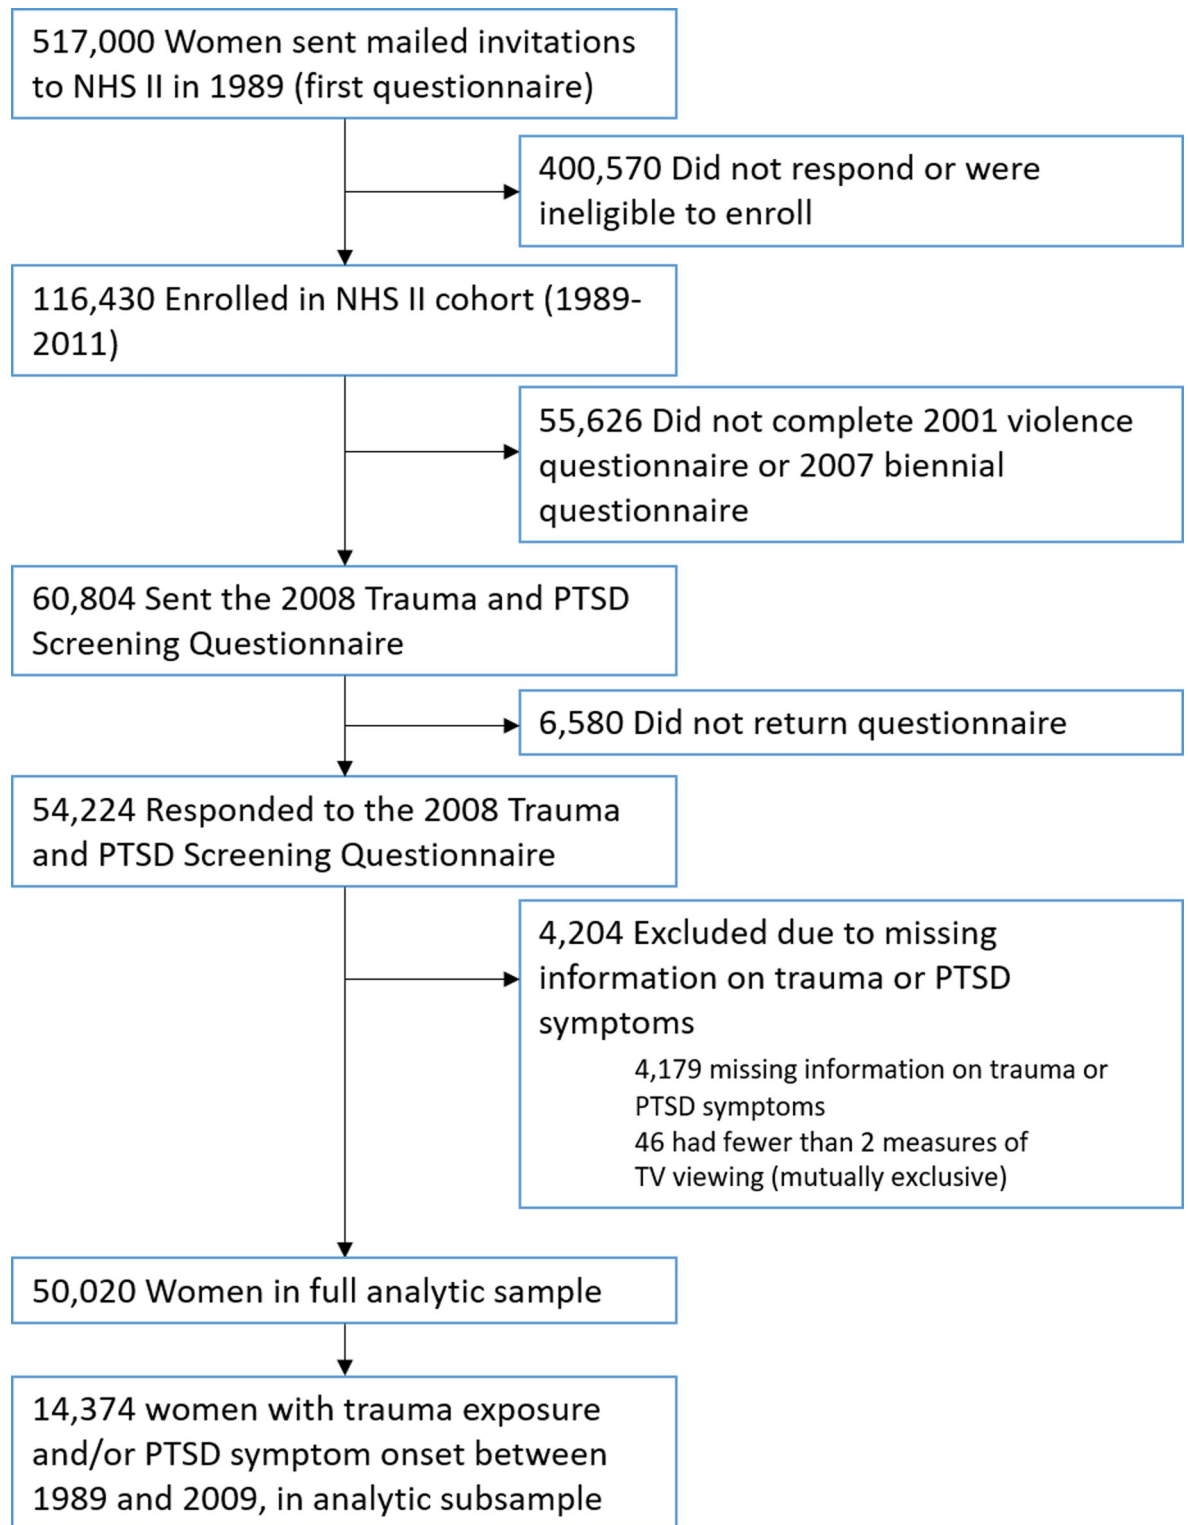 517,000 Women sent mailed invitations
to NHS II in 1989 (first questionnaire)
400,570 Did not respond or were
ineligible to enroll
116,430 Enrolled in NHS II cohort (1989-
2011)
55,626 Did not complete 2001 violence
questionnaire or 2007 biennial
questionnaire
60,804 Sent the 2008 Trauma and PTSD
Screening Questionnaire
6,580 Did not return questionnaire
54,224 Responded to the 2008 Trauma
and PTSD Screening Questionnaire
4,204 Excluded due to missing
information on trauma or PTSD
symptoms
4,179 missing information on trauma or
PTSD symptoms
46 had fewer than 2 measures of
TV viewing (mutually exclusive)
50,020 Women in full analytic sample
14,374 women with trauma exposure
and/or PTSD symptom onset between
1989 and 2009, in analytic subsample